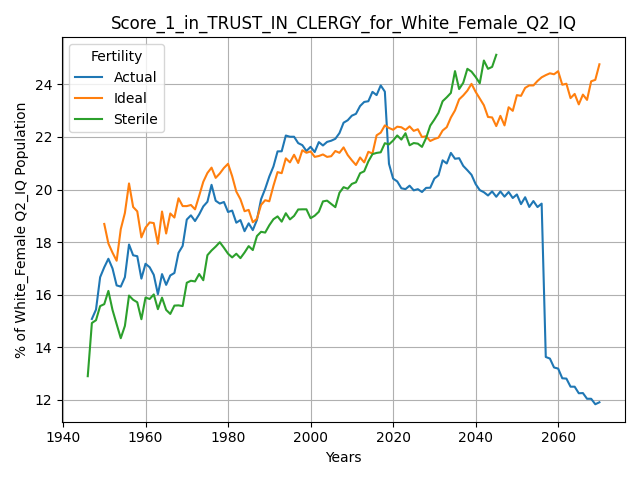 Score_1_in_TRUST_IN_CLERGY_for_White_Female_Q2_IQ
Fertility
Actual
Ideal
Sterile
% of White_Female Q2_IQ Population
24
22
20
18
16
14
12
1940
1960
1980
2000
2020
2040
2060
Years